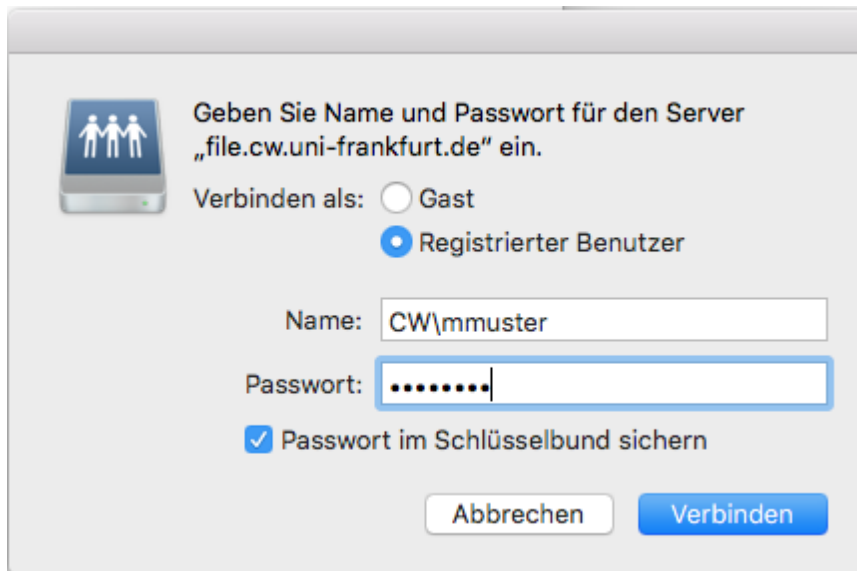 Geben Sie Name und Passwort für den Server
„file.cw.uni-frankfurt.de“ ein.
Verbinden als: Gast
Registrierter Benutzer
Name: CW\mmuster
Passwort: ••••••••
Passwort im Schlüsselbund sichern
Abbrechen Verbinden